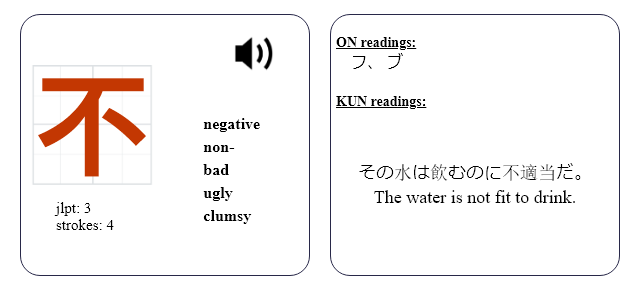 不
jlpt: 3
strokes: 4
negative
non-
bad
ugly
clumsy
ON readings:
フ、 ブ
KUN readings:
その水は飲むのに不適当だ。
The water is not fit to drink.